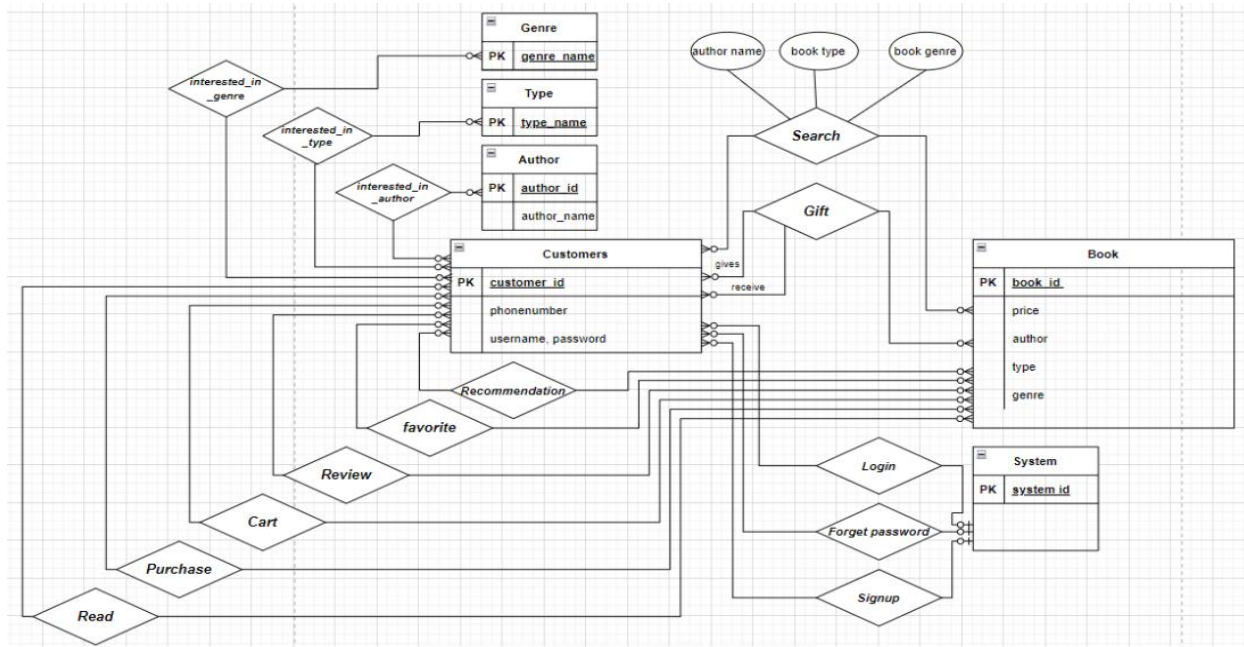 Genre
PK genre_name
interested_in
_genre
Type
PK type_name
interested_in
_type
Author
PK author_id
author_name
interested_in
_author
author name
book type
book genre
Search
Gift
gives
receive
Customers
PK customer_id
phonenumber
username, password
Book
PK book_id
price
author
type
genre
Recommendation
favorite
Review
Cart
Purchase
Read
System
PK system id
Login
Forget password
Signup